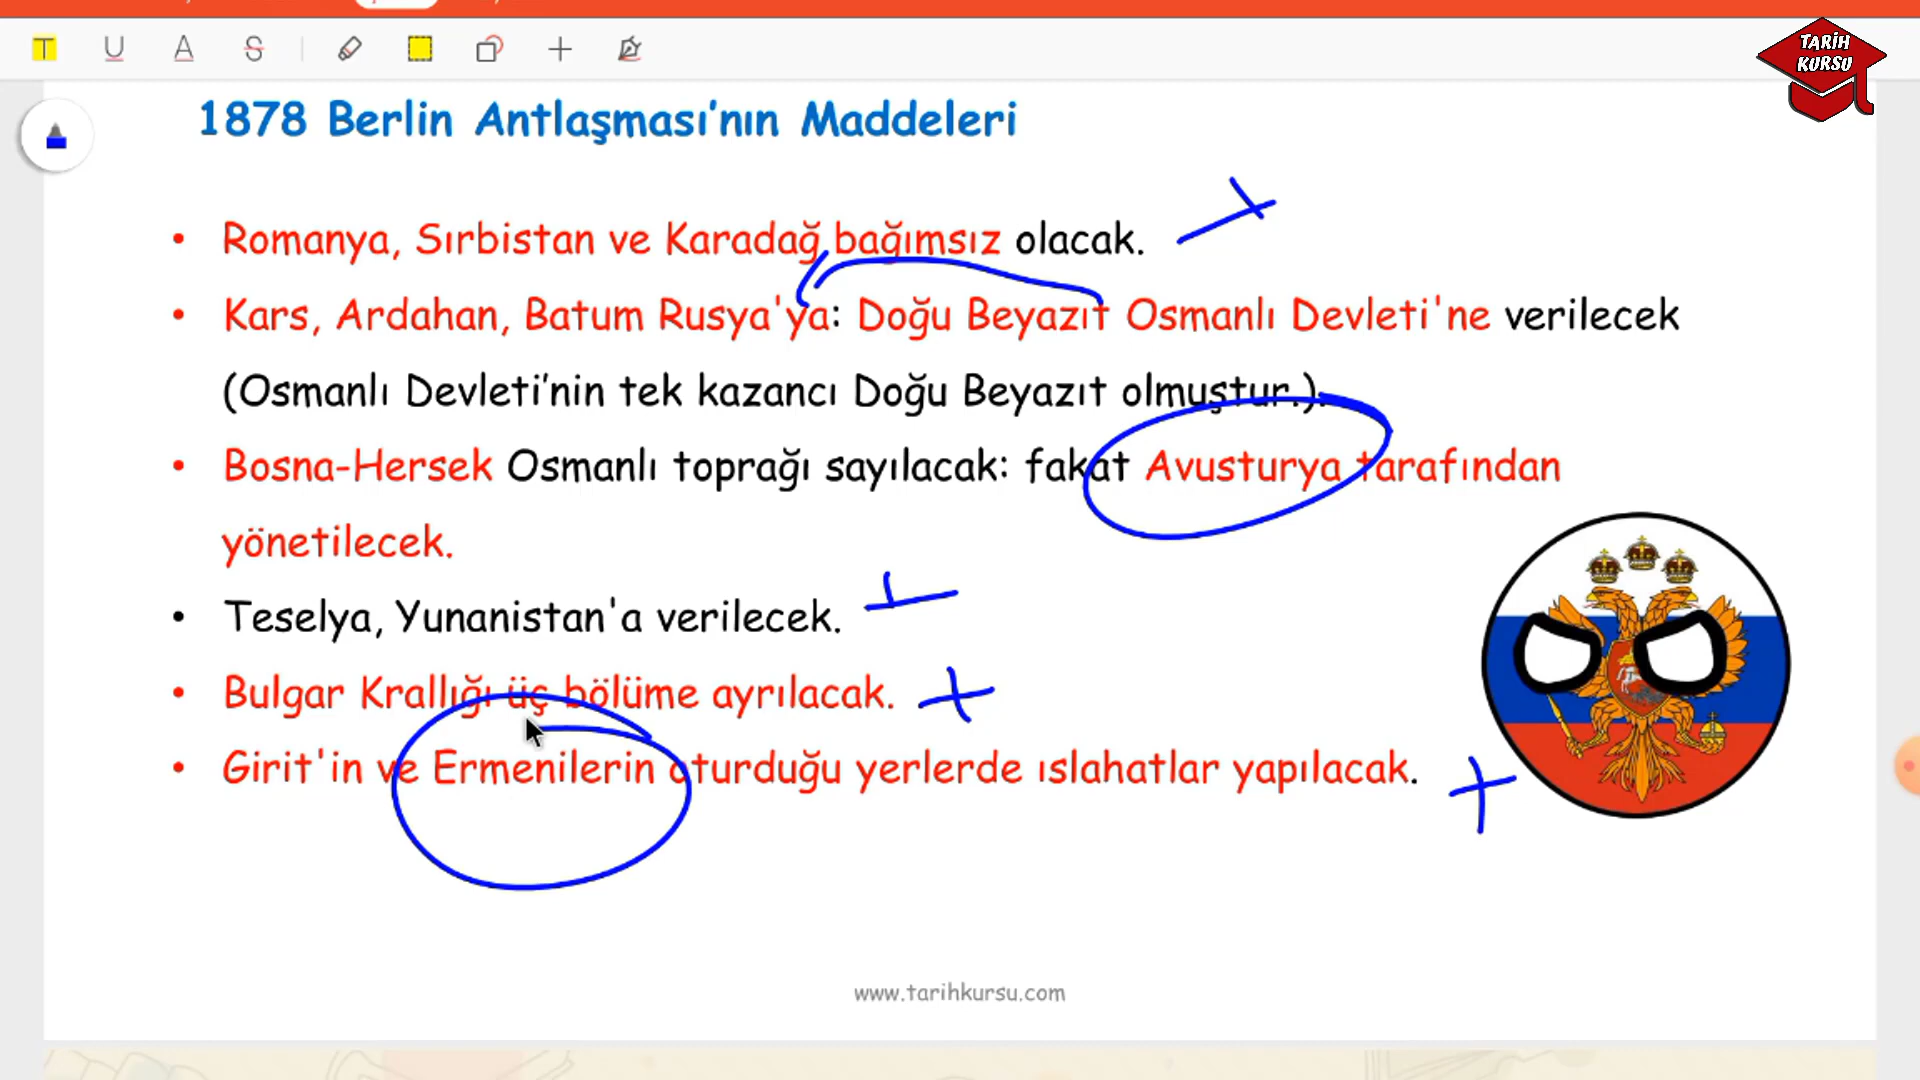 TARİH
KURSU
1878 Berlin Antlaşması’nın Maddeleri
• Romanya, Sırbistan ve Karadağ bağımsız olacak.
• Kars, Ardahan, Batum Rusya'ya: Doğu Beyazıt Osmanlı Devleti'ne verilecek
(Osmanlı Devleti’nin tek kazancı Doğu Beyazıt olmuştur.).
• Bosna-Hersek Osmanlı toprağı sayılacak: fakat Avusturya tarafından
yönetilecek.
• Teselya, Yunanistan'a verilecek.
• Bulgar Krallığı üç bölüme ayrılacak.
• Girit'in ve Ermenilerin oturduğu yerlerde ıslahatlar yapılacak.
www.tarihkursu.com